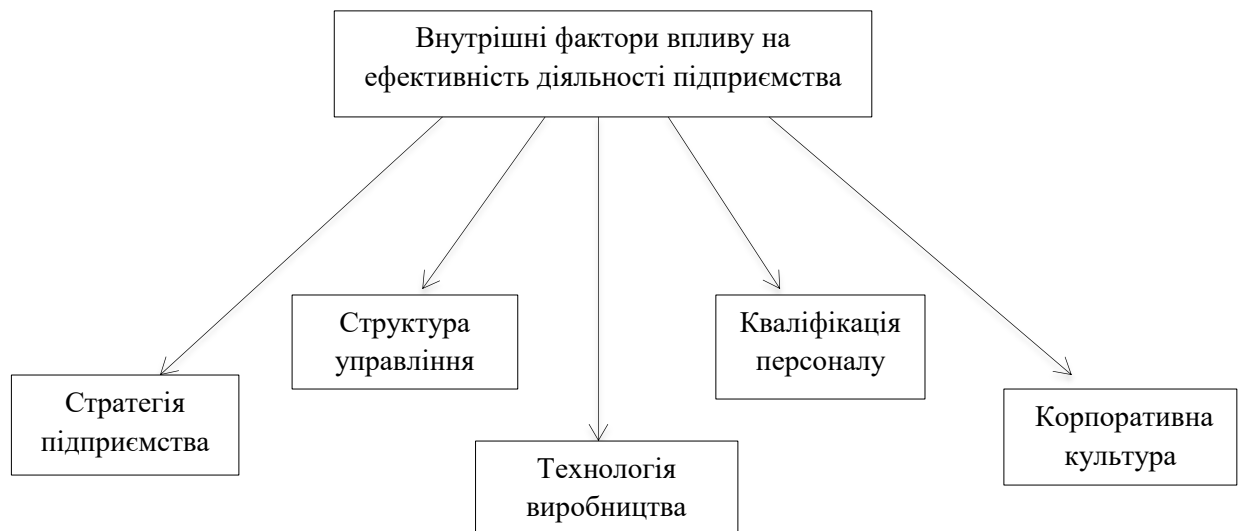 Внутрішні фактори впливу на
ефективність діяльності підприємства
Структура
управління
Кваліфікація
персоналу
Стратегія
підприємства
Корпоративна
культура
Технологія
виробництва